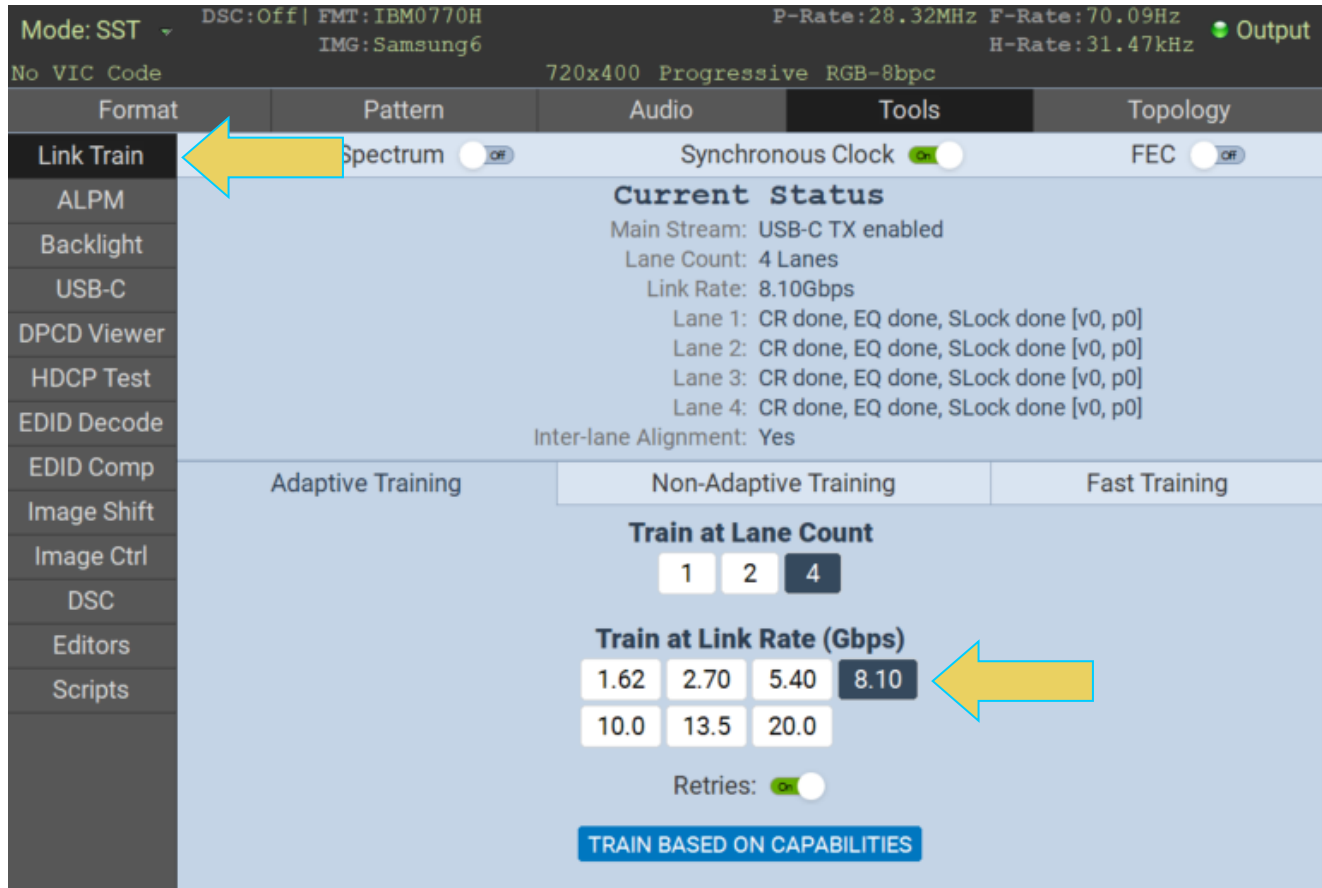 Mode: SST
DSC:Off| FMT:IBM0770H
IMG:Samsung6
P-Rate:28.32MHz F-Rate:70.09Hz
H-Rate:31.47kHz
Output
No VIC Code
720x400 Progressive RGB-8bpc
Format Pattern Audio Tools Topology
Link Train
ALPM
Backlight
USB-C
DPCD Viewer
HDCP Test
EDID Decode
EDID Comp
Image Shift
Image Ctrl
DSC
Editors
Scripts
Spectrum Off Synchronous Clock On FEC Off
Current Status
Main Stream: USB-C TX enabled
Lane Count: 4 Lanes
Link Rate: 8.10Gbps
Lane 1: CR done, EQ done, SLock done [v0, p0]
Lane 2: CR done, EQ done, SLock done [v0, p0]
Lane 3: CR done, EQ done, SLock done [v0, p0]
Lane 4: CR done, EQ done, SLock done [v0, p0]
Inter-lane Alignment: Yes
Adaptive Training Non-Adaptive Training Fast Training
Train at Lane Count
1 2 4
Train at Link Rate (Gbps)
1.62 2.70 5.40 8.10
10.0 13.5 20.0
Retries: On
TRAIN BASED ON CAPABILITIES